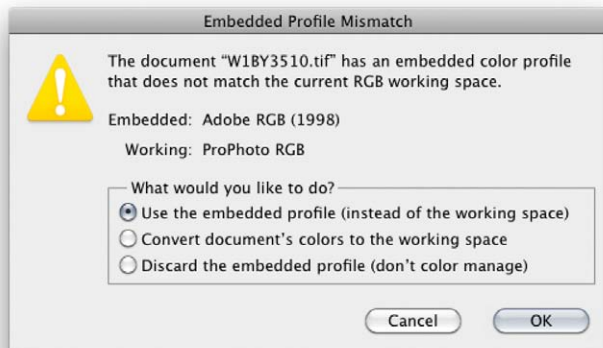 Embedded Profile Mismatch
The document “W1BY3510.tif” has an embedded color profile
that does not match the current RGB working space.
Embedded: Adobe RGB (1998)
Working: ProPhoto RGB
What would you like to do?
Use the embedded profile (instead of the working space)
Convert document’s colors to the working space
Discard the embedded profile (don’t color manage)
Cancel OK